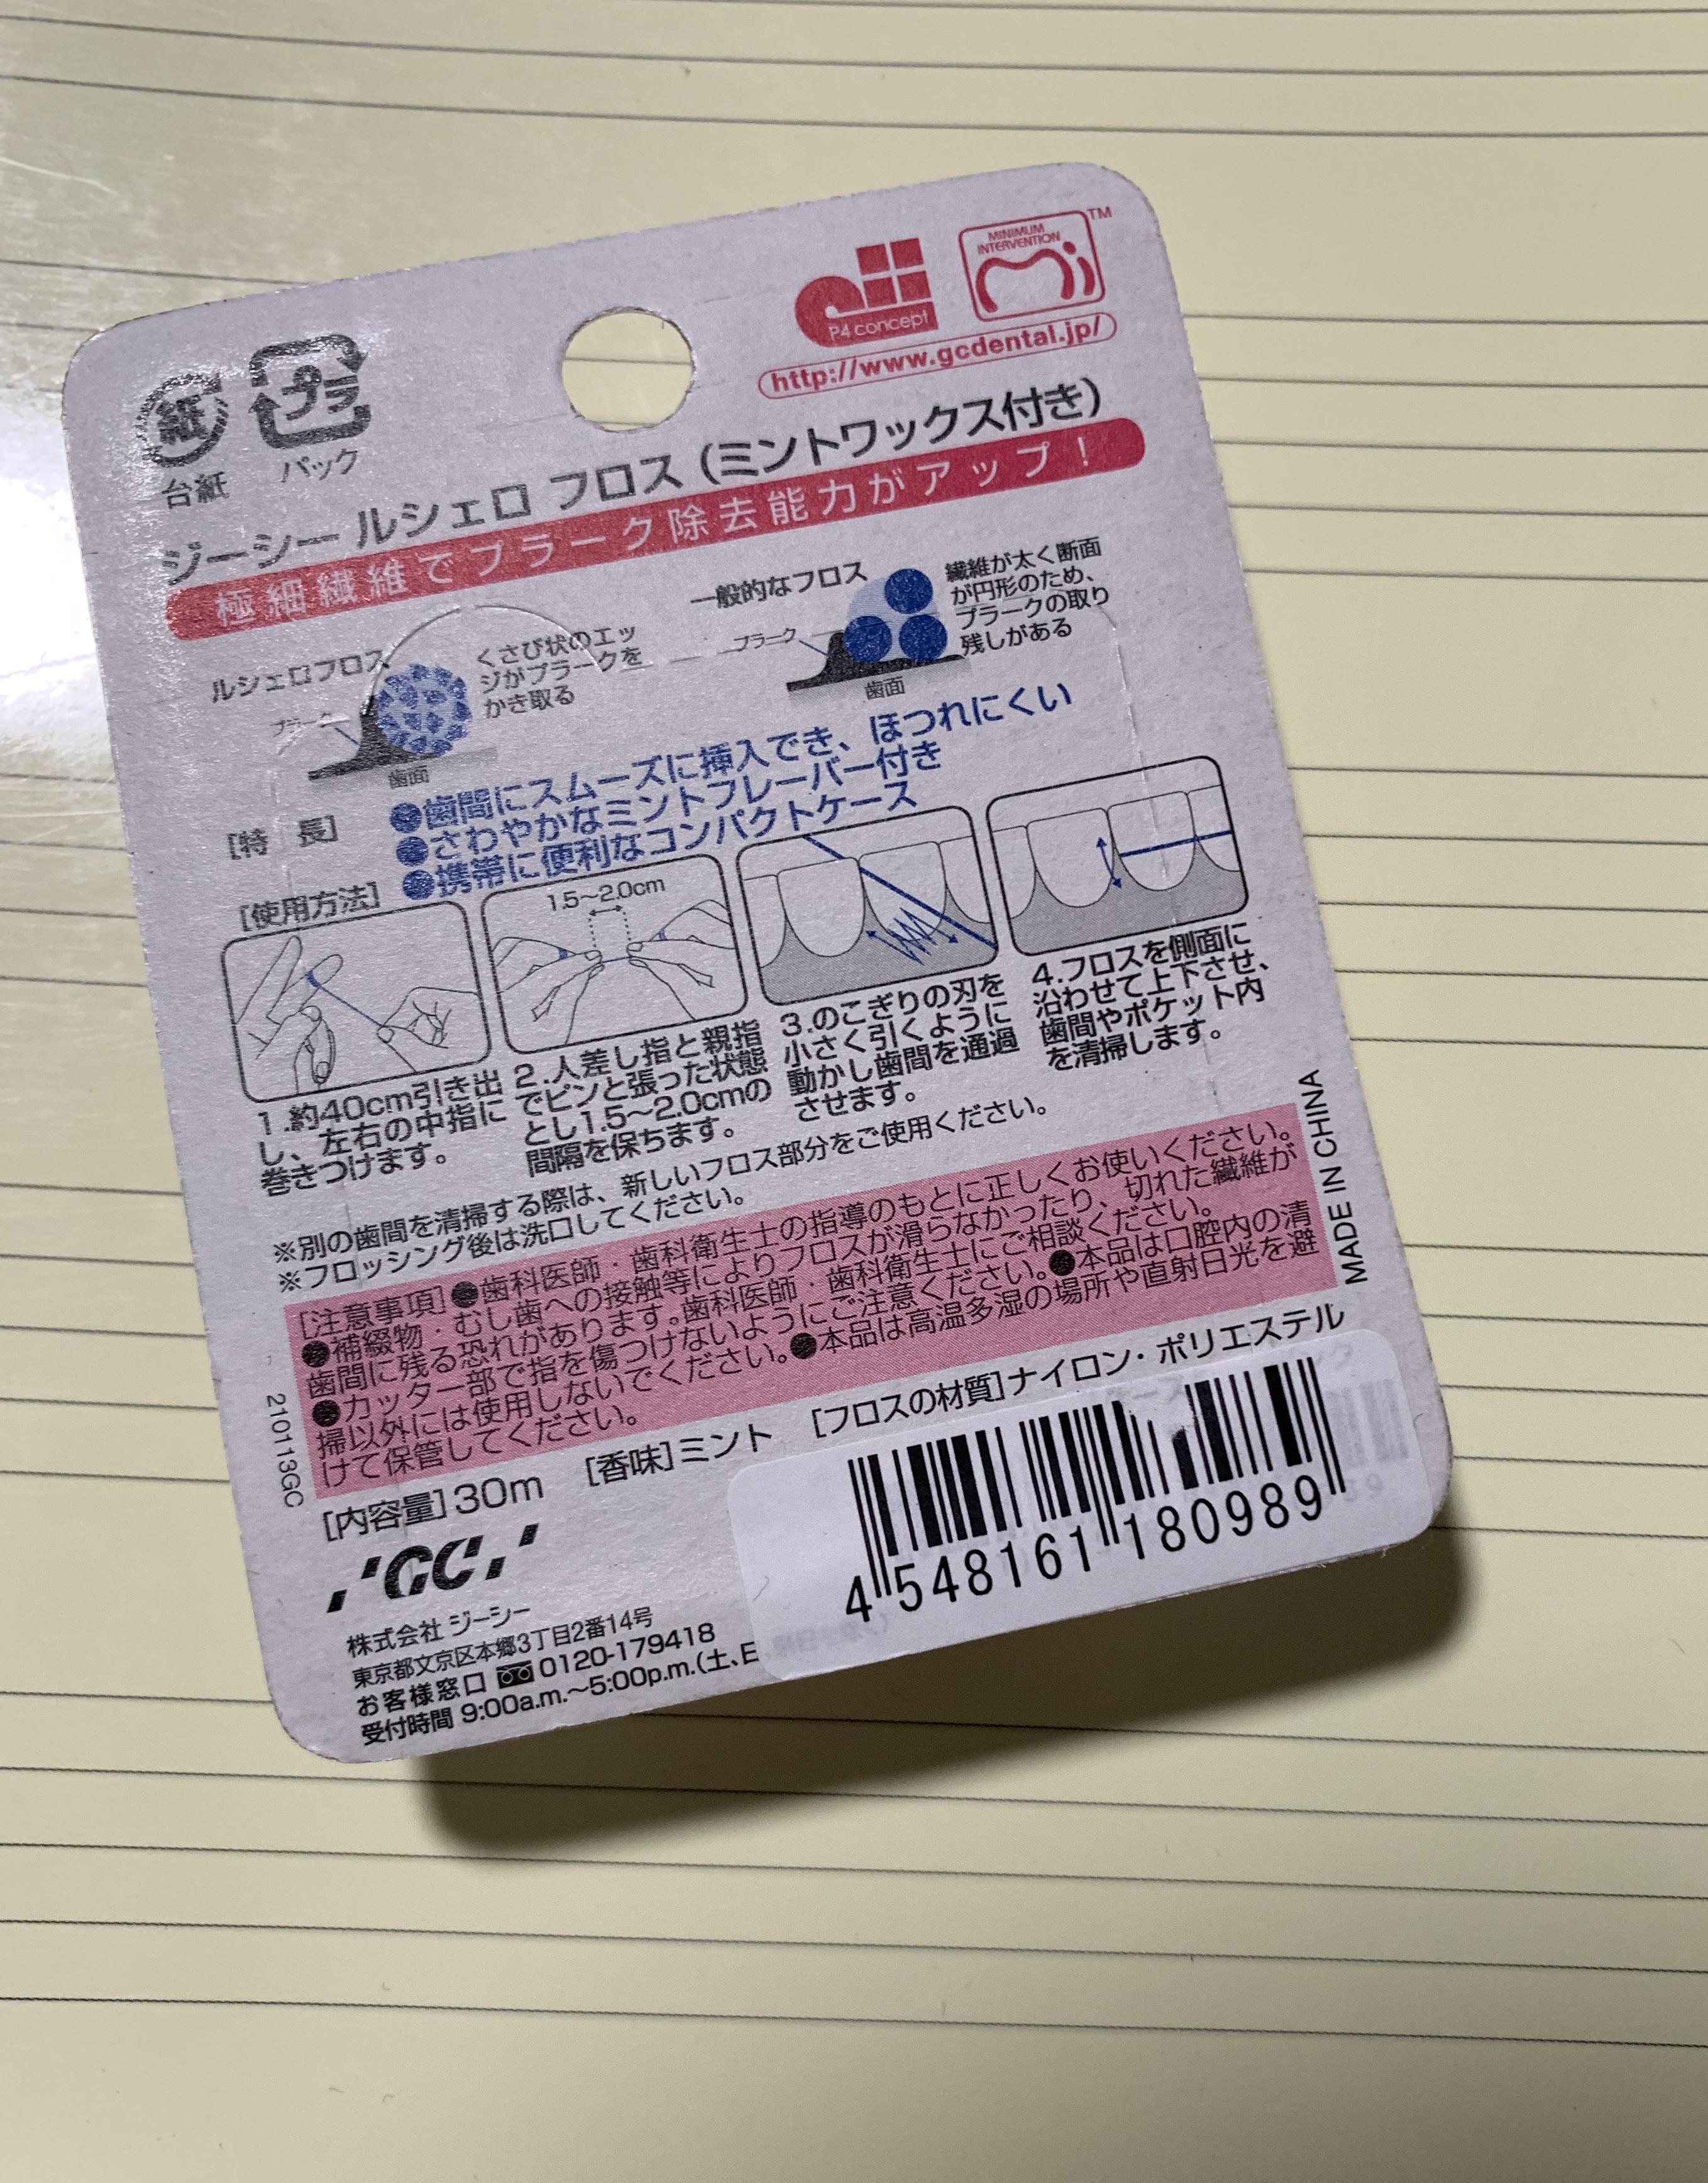 紙
台紙
プラ
パック
P4 concept
MINIMUM
INTERVENTION
TM
http://www.gcdental.jp/
ジーシー ルシェロ フロス（ミントワックス付き）
極細繊維でプラーク除去能力がアップ！
ルシェロフロス
プラーク
歯面
くさび状のエッ
ジがプラークを
かき取る
一般的なフロス
プラーク
歯面
繊維が太く断面
が円形のため、
プラークの取り
残しがある
［特　長］
●歯間にスムーズに挿入でき、ほつれにくい
●さわやかなミントフレーバー付き
●携帯に便利なコンパクトケース
［使用方法］
1.5〜2.0cm
1.約40cm引き出
し、左右の中指に
巻きつけます。
2.人差し指と親指
でピンと張った状態
とし1.5〜2.0cmの
間隔を保ちます。
3.のこぎりの刃を
小さく引くように
動かし歯間を通過
させます。
4.フロスを側面に
沿わせて上下させ、
歯間やポケット内
を清掃します。
※別の歯間を清掃する際は、新しいフロス部分をご使用ください。
※フロッシング後は洗口してください。
［注意事項］●歯科医師・歯科衛生士の指導のもとに正しくお使いください。
●補綴物・むし歯への接触等によりフロスが滑らなかったり、切れた繊維が
歯間に残る恐れがあります。歯科医師・歯科衛生士にご相談ください。
●カッター部で指を傷つけないようにご注意ください。●本品は口腔内の清
掃以外には使用しないでください。●本品は高温多湿の場所や直射日光を避
けて保管してください。
MADE IN CHINA
210113GC
［内容量］30m　［香味］ミント　［フロスの材質］ナイロン・ポリエステル
GC
株式会社 ジーシー
東京都文京区本郷3丁目2番14号
お客様窓口 0120-179418
受付時間 9:00a.m.〜5:00p.m.（土、日
4 548161 180989